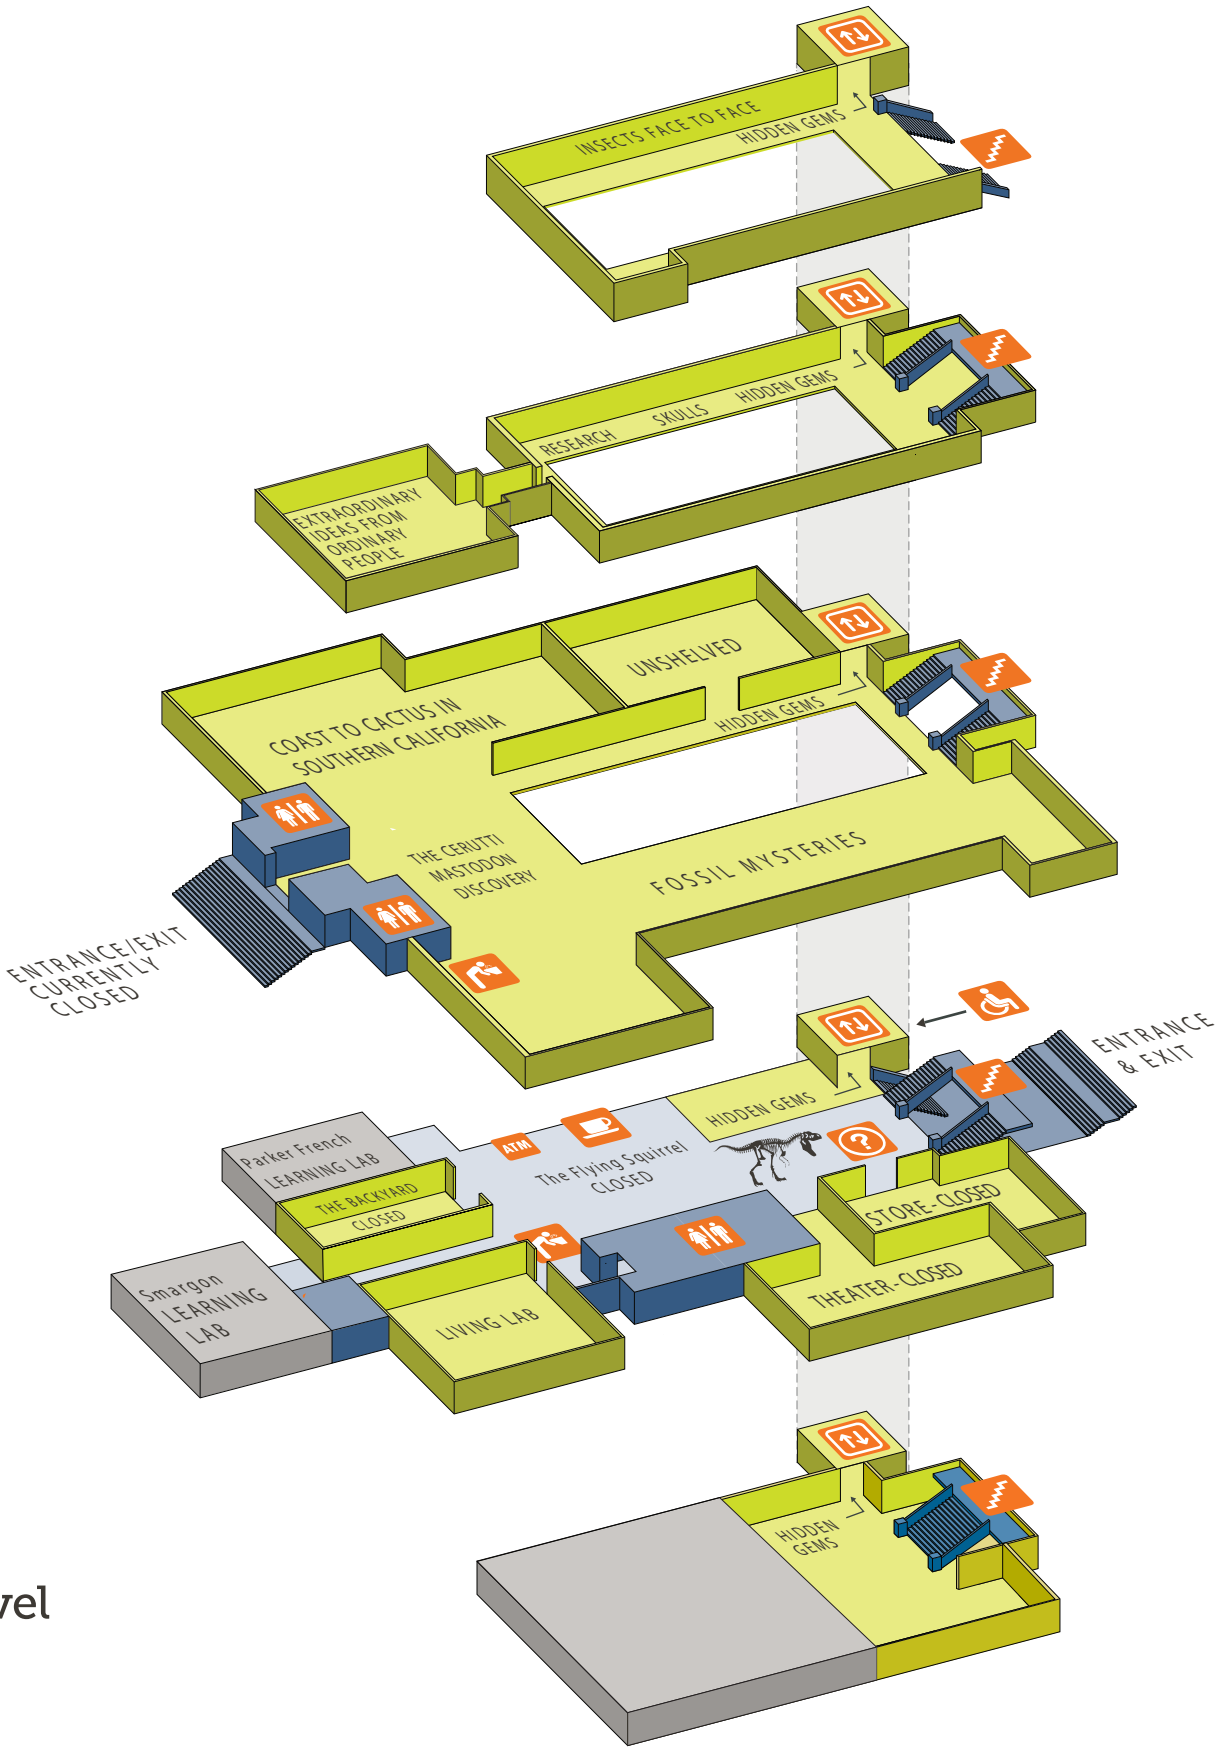 INSECTS FACE TO FACE
HIDDEN GEMS
RESEARCH
SKULLS
HIDDEN GEMS
EXTRAORDINARY
IDEAS FROM
ORDINARY
PEOPLE
UNSHELVED
COAST TO CACTUS IN
SOUTHERN CALIFORNIA
HIDDEN GEMS
THE CERUTTI
MASTODON
DISCOVERY
FOSSIL MYSTERIES
ENTRANCE/EXIT
CURRENTLY
CLOSED
ENTRANCE
& EXIT
HIDDEN GEMS
ATM
?
Parker French
LEARNING LAB
The Flying Squirrel
CLOSED
THE BACKYARD
CLOSED
STORE-CLOSED
Smargon
LEARNING
LAB
LIVING LAB
THEATER-CLOSED
HIDDEN
GEMS
vel